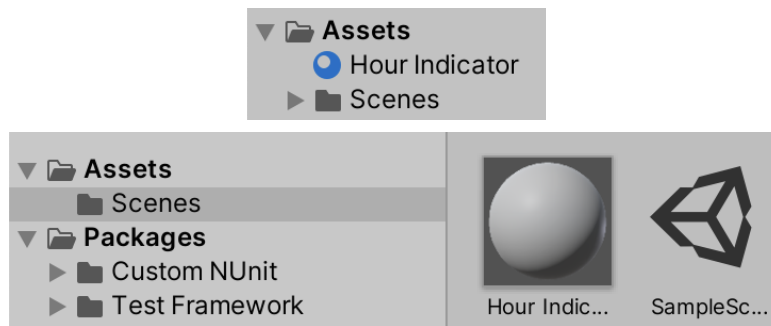 Assets
Hour Indicator
Scenes
Assets
Scenes
Packages
Custom NUnit
Test Framework
Hour Indic...
SampleSc...